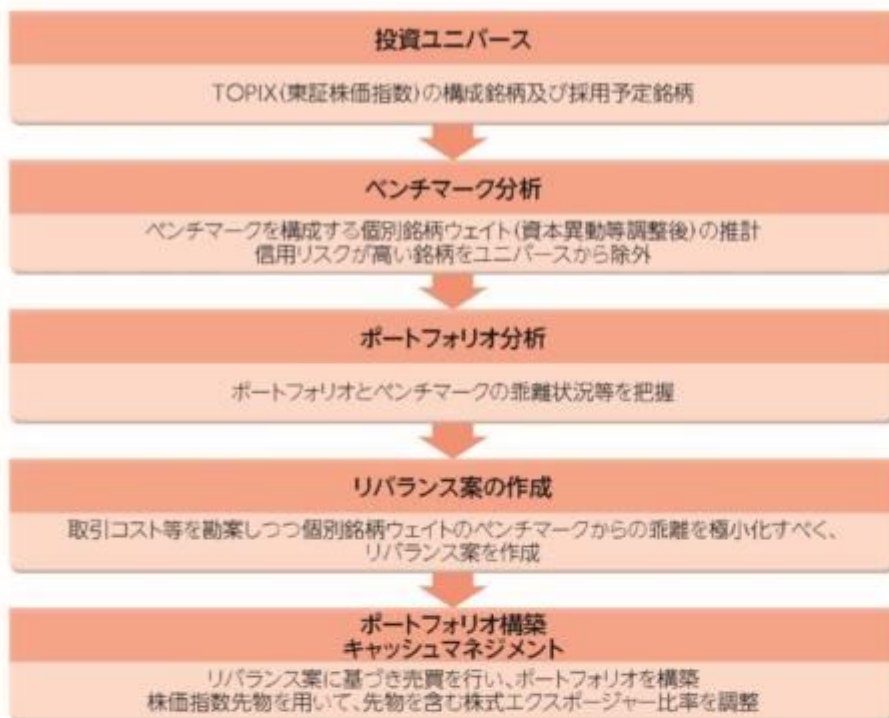 投資ユニバース
TOPIX(東証株価指数)の構成銘柄及び採用予定銘柄
ベンチマーク分析
ベンチマークを構成する個別銘柄ウェイト(資本異動等調整後)の推計
信用リスクが高い銘柄をユニバースから除外
ポートフォリオ分析
ポートフォリオとベンチマークの乖離状況等を把握
リバランス案の作成
取引コスト等を勘案しつつ個別銘柄ウェイトのベンチマークからの乖離を極小化すべく、
リバランス案を作成
ポートフォリオ構築
キャッシュマネジメント
リバランス案に基づき売買を行い、ポートフォリオを構築
株価指数先物を用いて、先物を含む株式エクスポージャー比率を調整